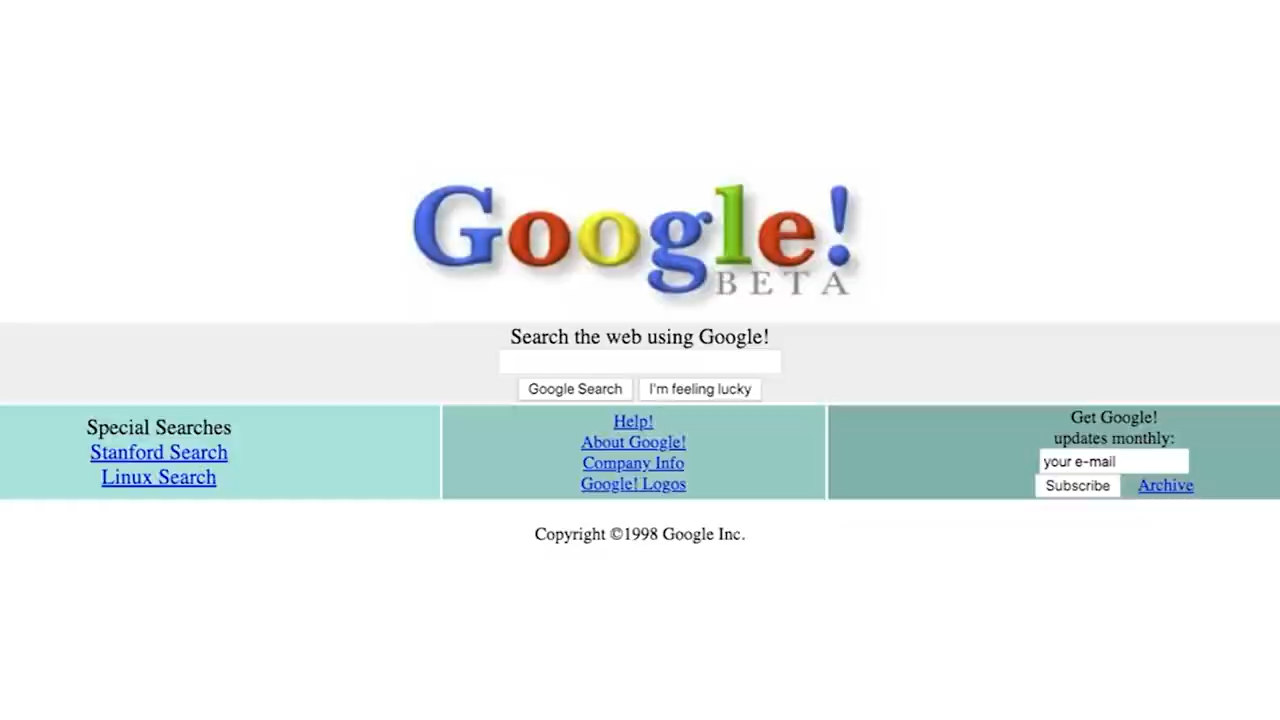 Google!
BETA
Search the web using Google!
Google Search I'm feeling lucky
Special Searches
Stanford Search
Linux Search
Help!
About Google!
Company Info
Google! Logos
Get Google!
updates monthly:
your e-mail
Subscribe Archive
Copyright ©1998 Google Inc.